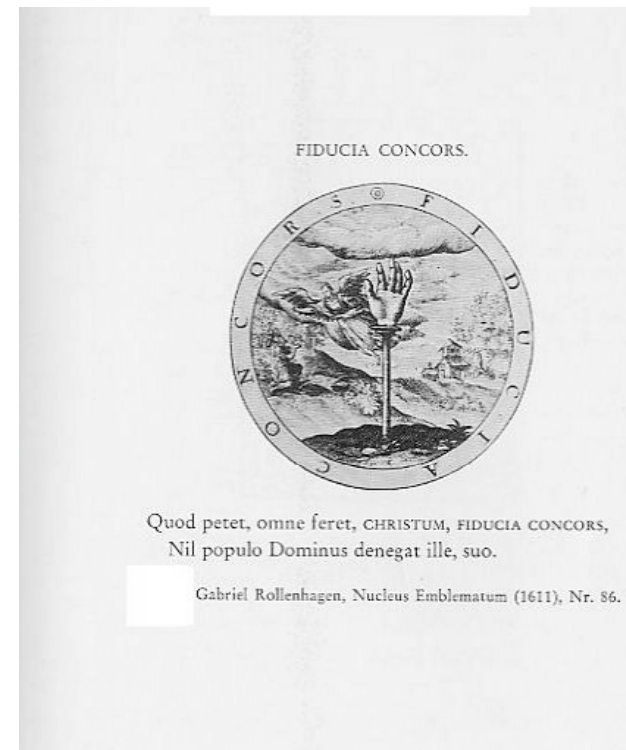 FIDUCIA CONCORS.
FIDUCIA CONCORS
Quod petet, omne feret, CHRISTUM, FIDUCIA CONCORS,
Nil populo Dominus denegat ille, suo.
Gabriel Rollenhagen, Nucleus Emblematum (1611), Nr. 86.